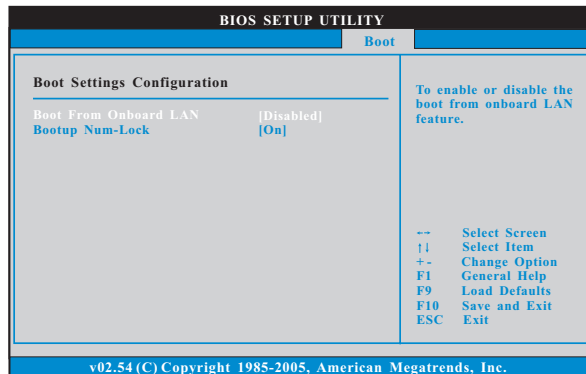 BIOS SETUP UTILITY
Boot
Boot Settings Configuration
Boot From Onboard LAN [Disabled]
Bootup Num-Lock [On]
To enable or disable the
boot from onboard LAN
feature.
←→ Select Screen
↑↓ Select Item
+- Change Option
F1 General Help
F9 Load Defaults
F10 Save and Exit
ESC Exit
v02.54 (C) Copyright 1985-2005, American Megatrends, Inc.